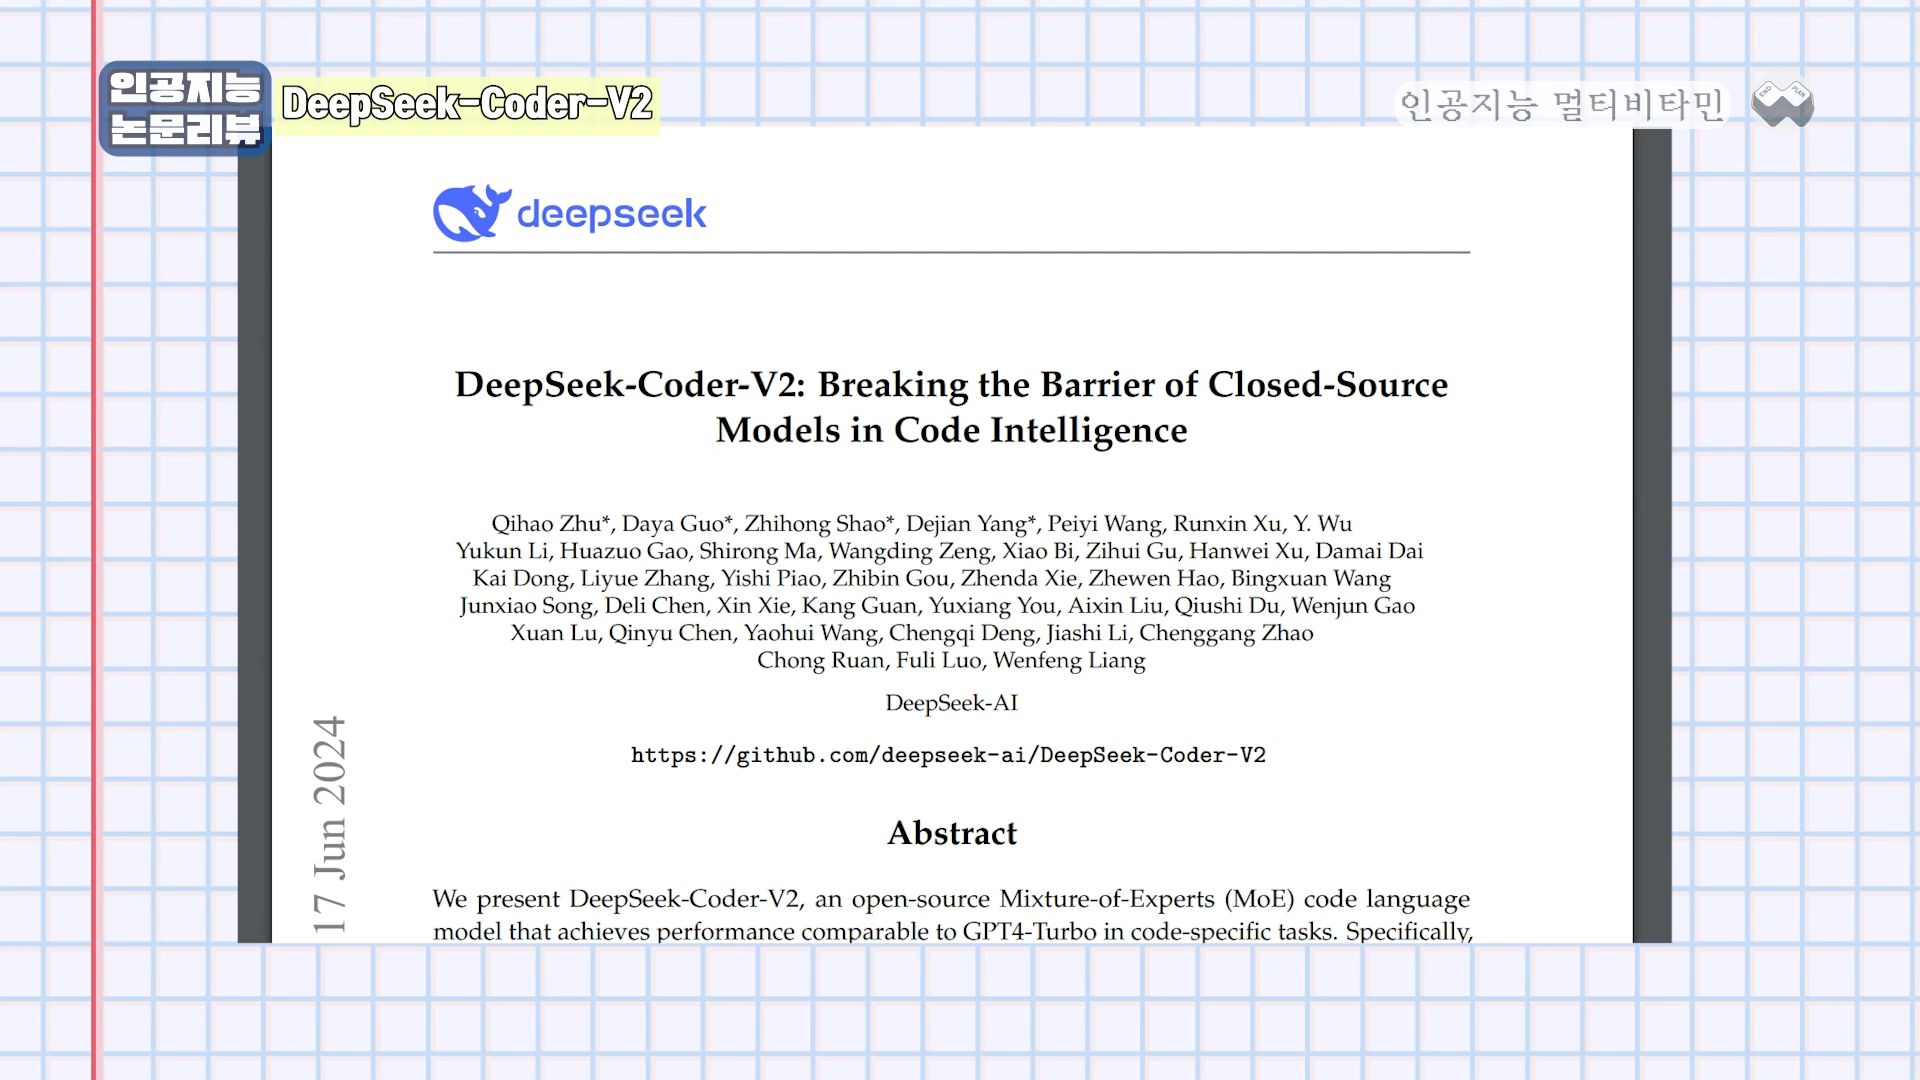 인공지능
논문리뷰
DeepSeek-Coder-V2
인공지능 멀티비타민
END PLAN
deepseek
DeepSeek-Coder-V2: Breaking the Barrier of Closed-Source
Models in Code Intelligence
Qihao Zhu*, Daya Guo*, Zhihong Shao*, Dejian Yang*, Peiyi Wang, Runxin Xu, Y. Wu
Yukun Li, Huazuo Gao, Shirong Ma, Wangding Zeng, Xiao Bi, Zihui Gu, Hanwei Xu, Damai Dai
Kai Dong, Liyue Zhang, Yishi Piao, Zhibin Gou, Zhenda Xie, Zhewen Hao, Bingxuan Wang
Junxiao Song, Deli Chen, Xin Xie, Kang Guan, Yuxiang You, Aixin Liu, Qiushi Du, Wenjun Gao
Xuan Lu, Qinyu Chen, Yaohui Wang, Chengqi Deng, Jiashi Li, Chenggang Zhao
Chong Ruan, Fuli Luo, Wenfeng Liang
DeepSeek-AI
https://github.com/deepseek-ai/DeepSeek-Coder-V2
17 Jun 2024
Abstract
We present DeepSeek-Coder-V2, an open-source Mixture-of-Experts (MoE) code language
model that achieves performance comparable to GPT4-Turbo in code-specific tasks. Specifically,